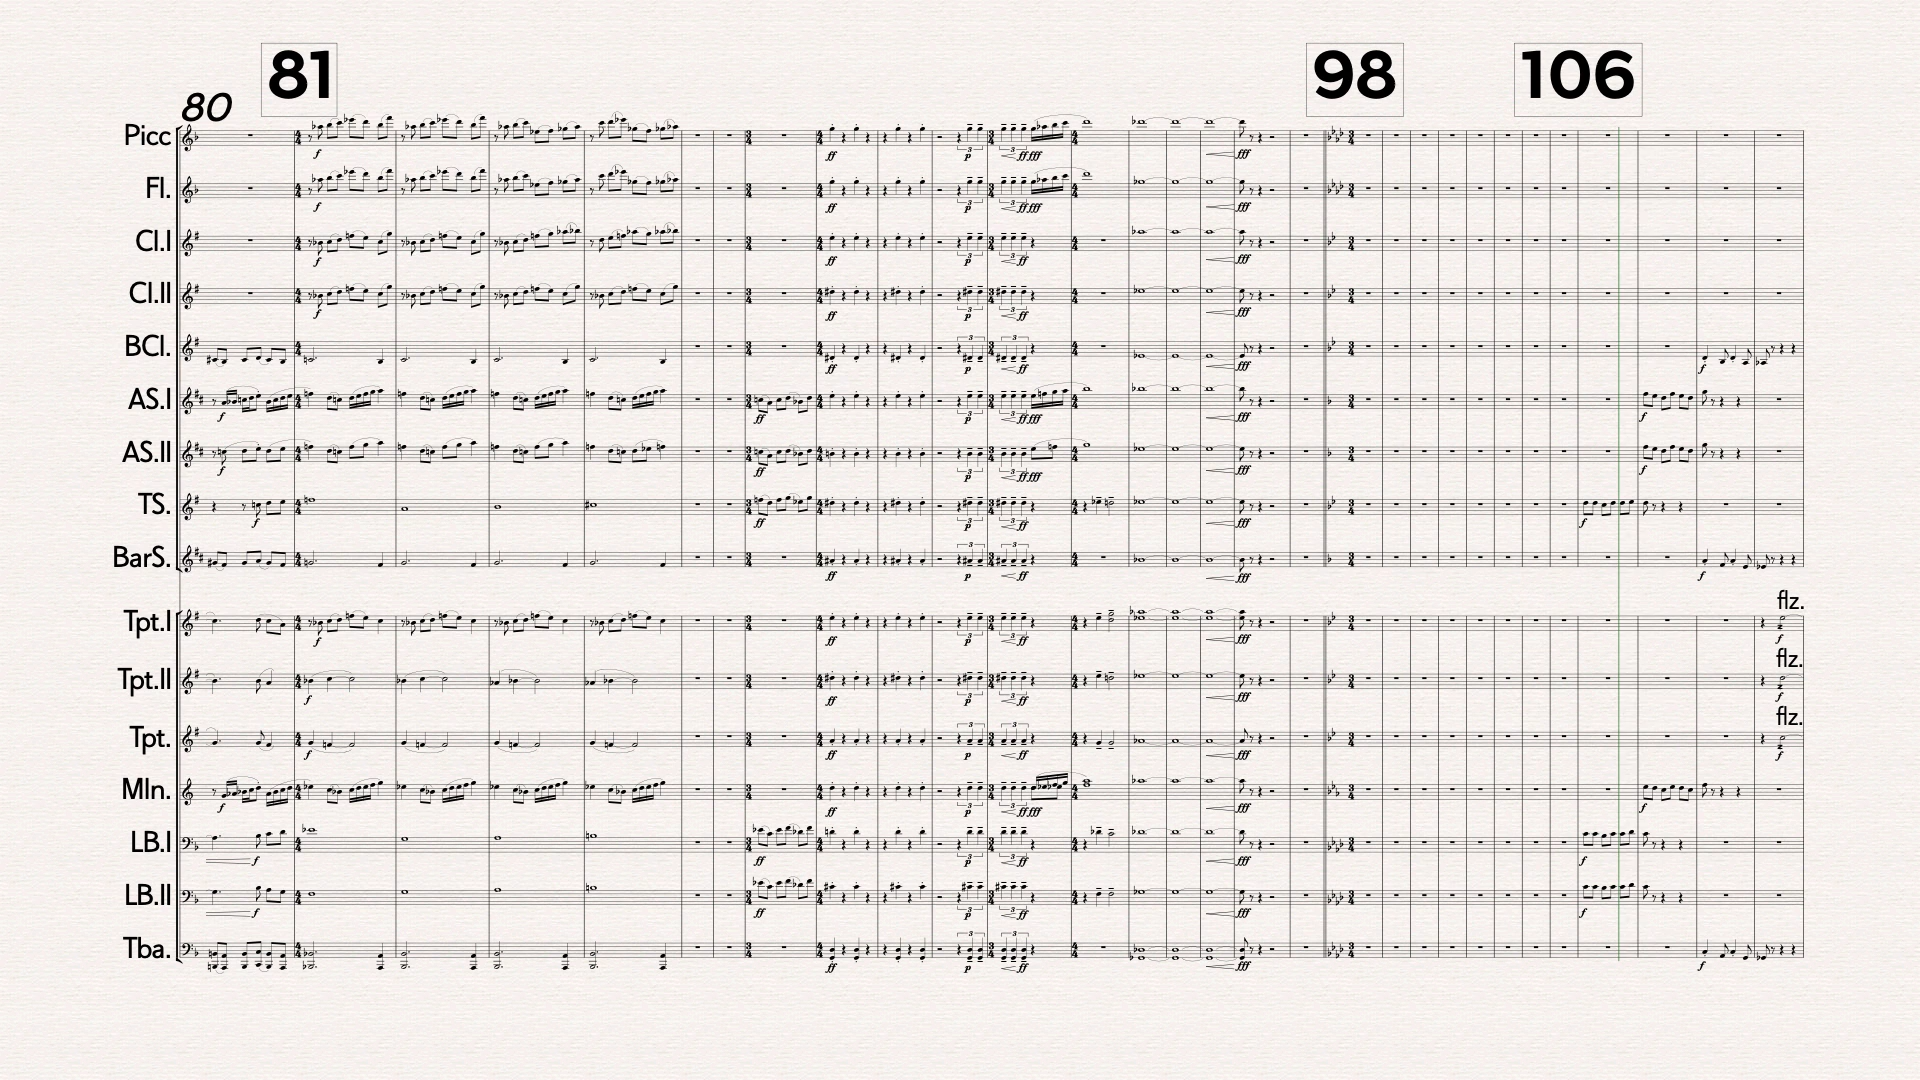 81
98
106
80
Picc
Fl.
Cl.I
Cl.II
BCl.
AS.I
AS.II
TS.
BarS.
flz.
Tpt.I
flz.
Tpt.II
flz.
Tpt.
Mln.
LB.I
LB.II
Tba.